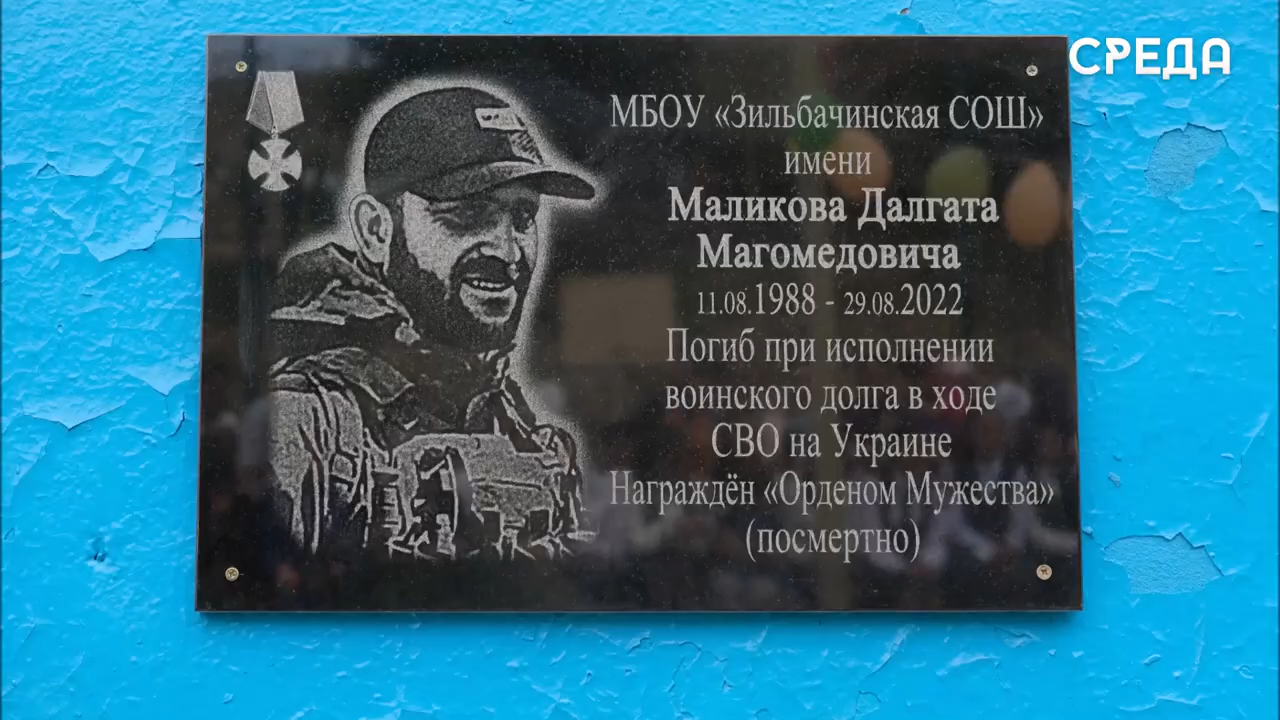 СРЕДА
МБОУ «Зильбачинская СОШ»
имени
Маликова Далгата
Магомедовича
11.08.1988 - 29.08.2022
Погиб при исполнении
воинского долга в ходе
СВО на Украине
Награждён «Орденом Мужества»
(посмертно)